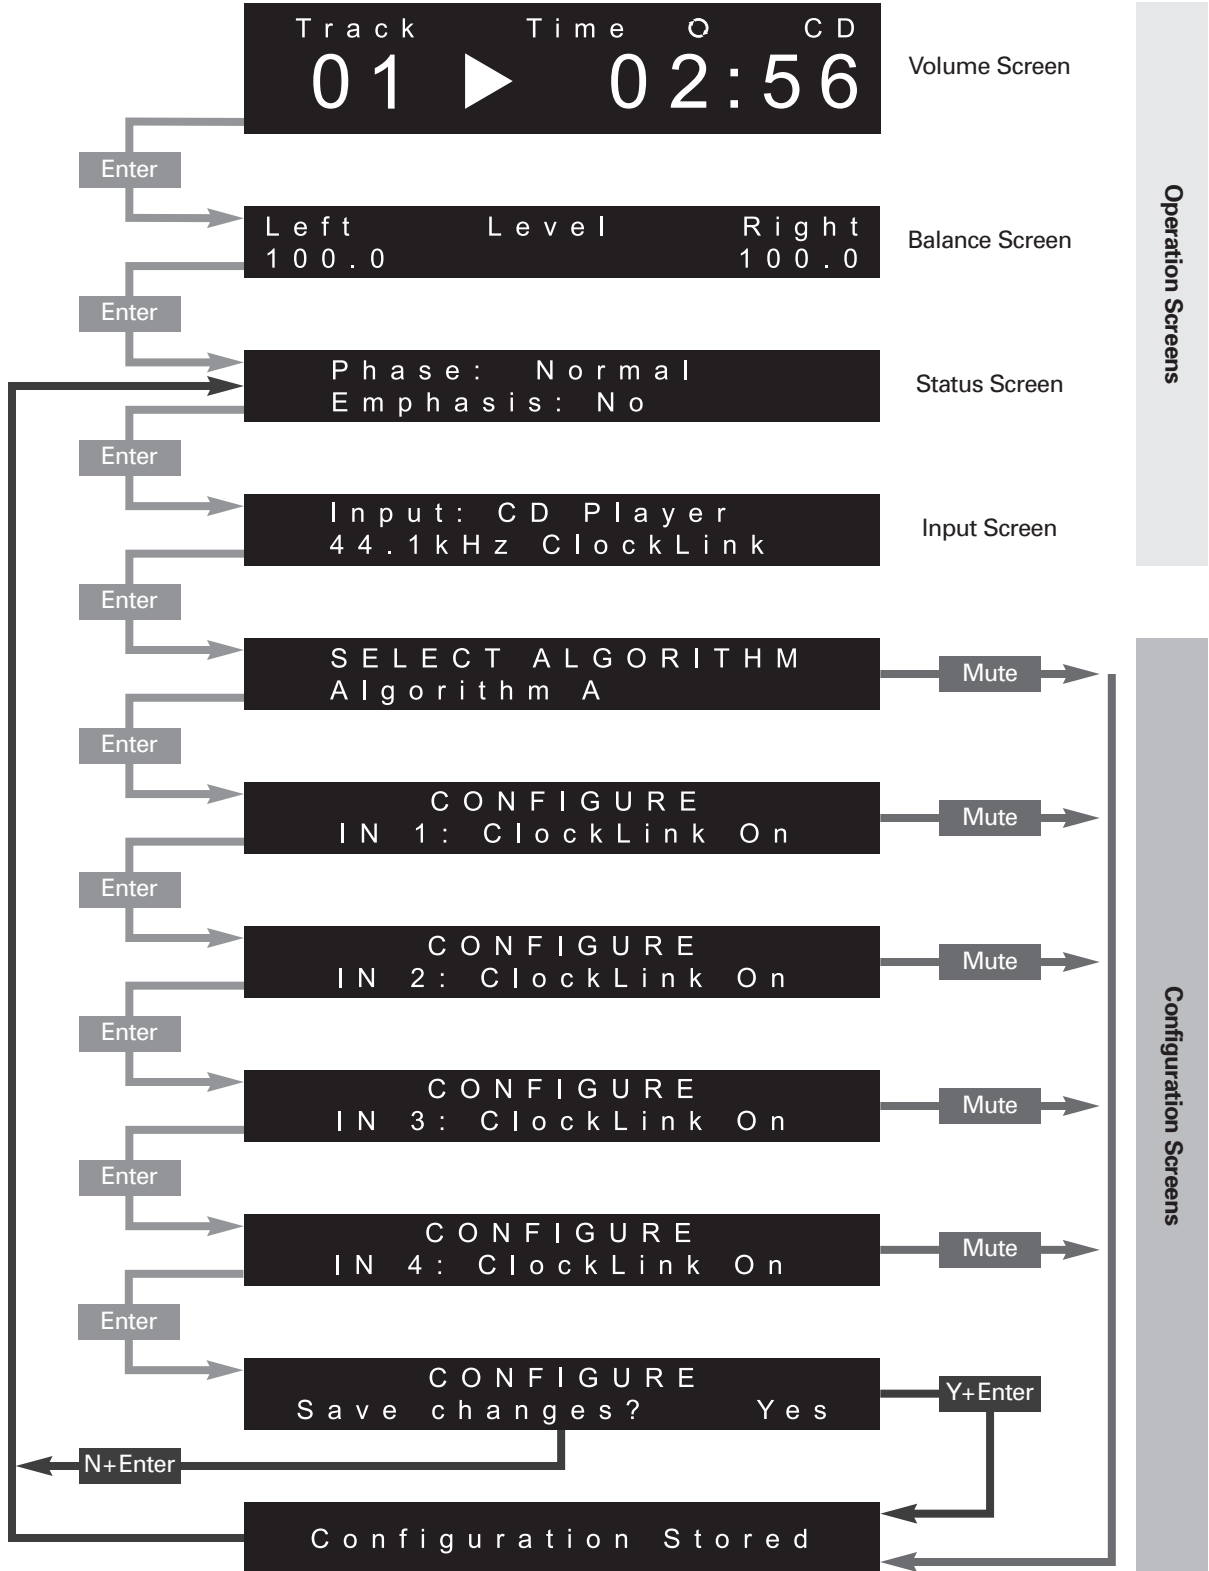 Track Time CD
01 02:56
Volume Screen
Enter
Left Level Right
100.0 100.0
Balance Screen
Enter
Phase: Normal
Emphasis: No
Status Screen
Enter
Input: CD Player
44.1kHz ClockLink
Input Screen
Operation Screens
Enter
SELECT ALGORITHM
Algorithm A
Mute
Enter
CONFIGURE
IN 1: ClockLink On
Mute
Enter
CONFIGURE
IN 2: ClockLink On
Mute
Enter
CONFIGURE
IN 3: ClockLink On
Mute
Enter
CONFIGURE
IN 4: ClockLink On
Mute
Enter
CONFIGURE
Save changes? Yes
Y+Enter
N+Enter
Configuration Stored
Configuration Screens